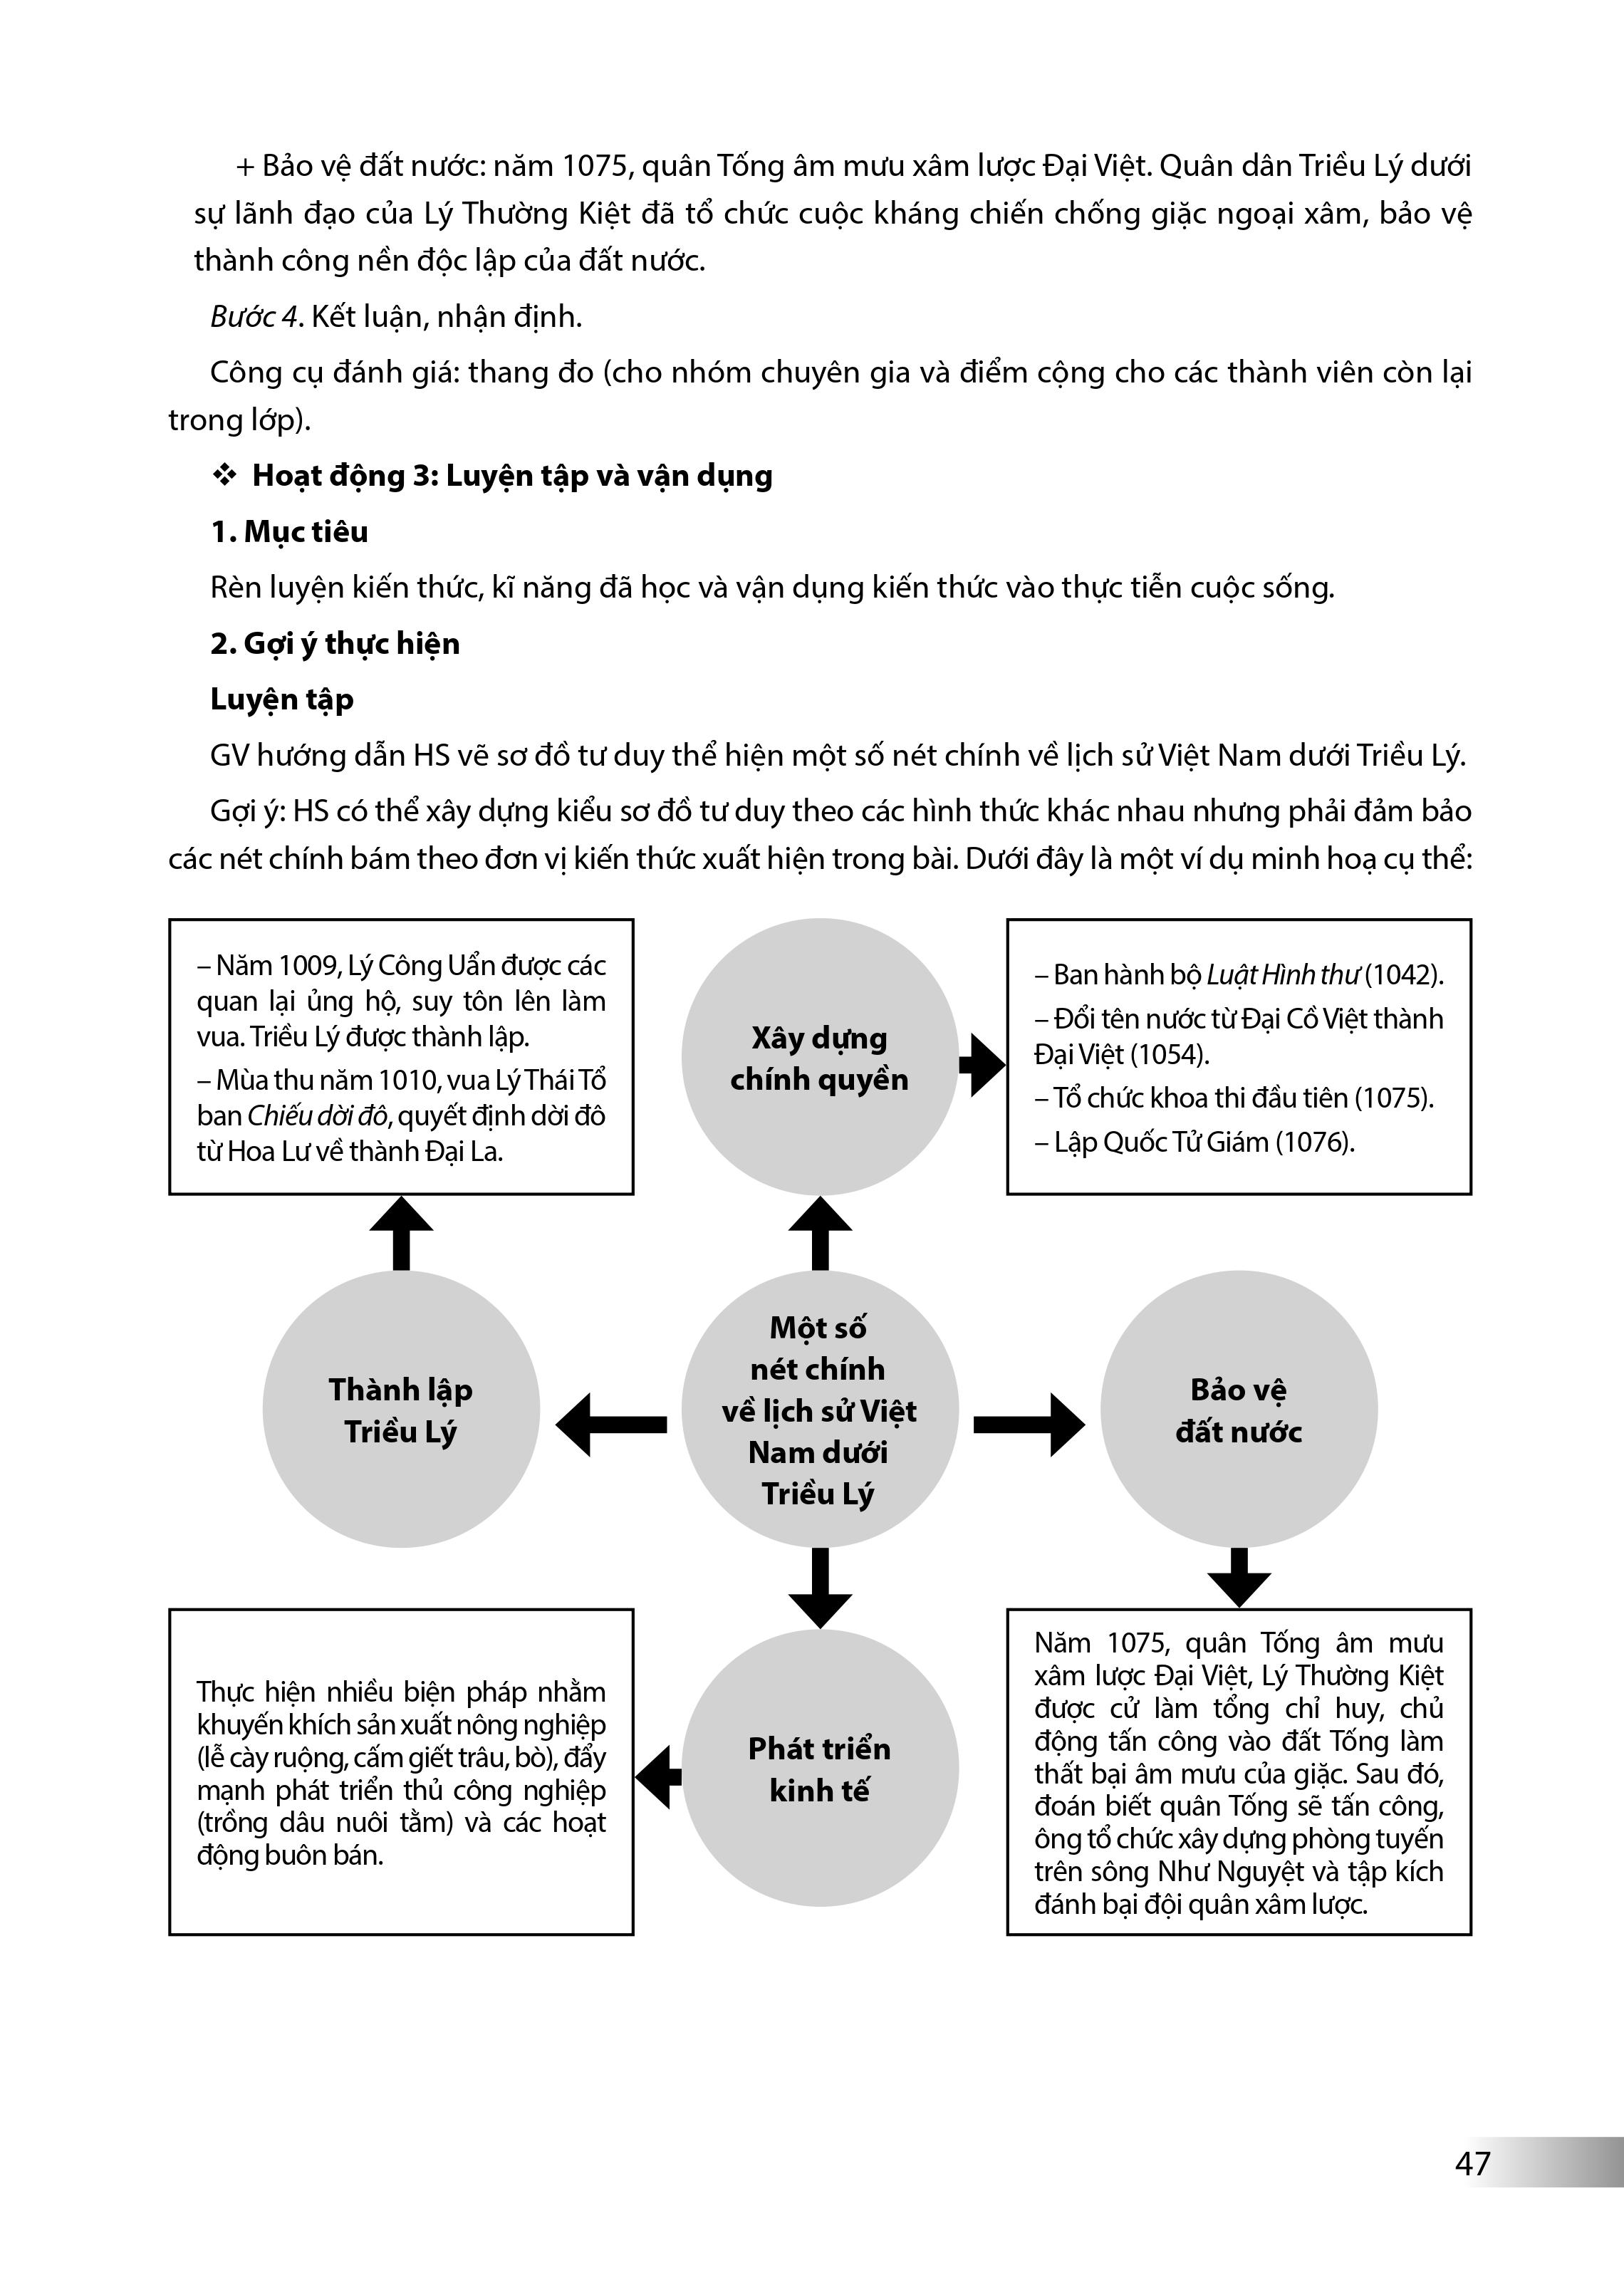 + Bảo vệ đất nước: năm 1075, quân Tống âm mưu xâm lược Đại Việt. Quân dân Triều Lý dưới
sự lãnh đạo của Lý Thường Kiệt đã tổ chức cuộc kháng chiến chống giặc ngoại xâm, bảo vệ
thành công nền độc lập của đất nước.
Bước 4. Kết luận, nhận định.
Công cụ đánh giá: thang đo (cho nhóm chuyên gia và điểm cộng cho các thành viên còn lại
trong lớp).
❖ Hoạt động 3: Luyện tập và vận dụng
1. Mục tiêu
Rèn luyện kiến thức, kĩ năng đã học và vận dụng kiến thức vào thực tiễn cuộc sống.
2. Gợi ý thực hiện
Luyện tập
GV hướng dẫn HS vẽ sơ đồ tư duy thể hiện một số nét chính về lịch sử Việt Nam dưới Triều Lý.
Gợi ý: HS có thể xây dựng kiểu sơ đồ tư duy theo các hình thức khác nhau nhưng phải đảm bảo
các nét chính bám theo đơn vị kiến thức xuất hiện trong bài. Dưới đây là một ví dụ minh hoạ cụ thể:
– Năm 1009, Lý Công Uẩn được các
quan lại ủng hộ, suy tôn lên làm
vua. Triều Lý được thành lập.
– Mùa thu năm 1010, vua Lý Thái Tổ
ban Chiếu dời đô, quyết định dời đô
từ Hoa Lư về thành Đại La.
Xây dựng
chính quyền
– Ban hành bộ Luật Hình thư (1042).
– Đổi tên nước từ Đại Cồ Việt thành
Đại Việt (1054).
– Tổ chức khoa thi đầu tiên (1075).
– Lập Quốc Tử Giám (1076).
Thành lập
Triều Lý
Một số
nét chính
về lịch sử Việt
Nam dưới
Triều Lý
Bảo vệ
đất nước
Thực hiện nhiều biện pháp nhằm
khuyến khích sản xuất nông nghiệp
(lễ cày ruộng, cấm giết trâu, bò), đẩy
mạnh phát triển thủ công nghiệp
(trồng dâu nuôi tằm) và các hoạt
động buôn bán.
Phát triển
kinh tế
Năm 1075, quân Tống âm mưu
xâm lược Đại Việt, Lý Thường Kiệt
được cử làm tổng chỉ huy, chủ
động tấn công vào đất Tống làm
thất bại âm mưu của giặc. Sau đó,
đoán biết quân Tống sẽ tấn công,
ông tổ chức xây dựng phòng tuyến
trên sông Như Nguyệt và tập kích
đánh bại đội quân xâm lược.
47